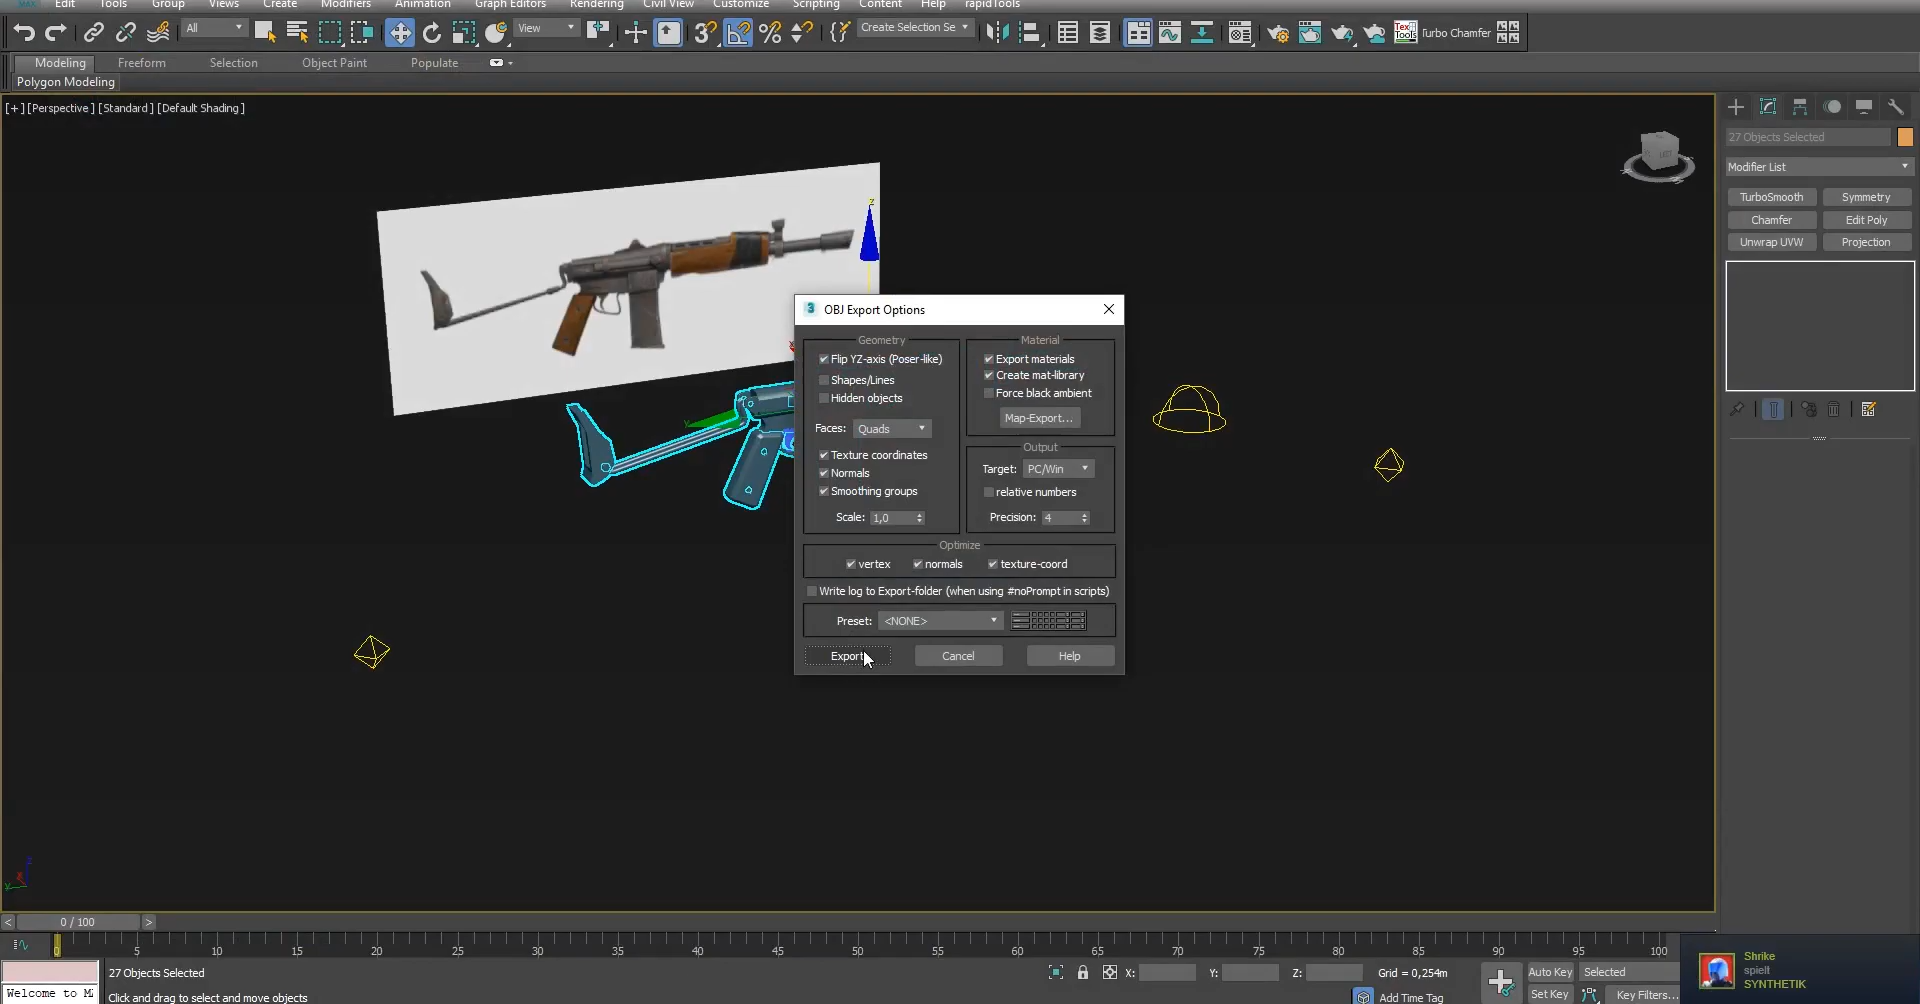 Edit Tools Group Views Create Modifiers Animation Graph Editors Rendering Civil View Customize Scripting Content Help rapidTools
All View Create Selection Se Tex Tools Turbo Chamfer
Modeling Freeform Selection Object Paint Populate
Polygon Modeling
[+] [Perspective ] [Standard ] [Default Shading ]
27 Objects Selected
Modifier List
TurboSmooth Symmetry
Chamfer Edit Poly
Unwrap UVW Projection
z
3 OBJ Export Options
Geometry
Flip YZ-axis (Poser-like)
Shapes/Lines
Hidden objects
Faces: Quads
Texture coordinates
Normals
Smoothing groups
Scale: 1,0
Material
Export materials
Create mat-library
Force black ambient
Map-Export...
Output
Target: PC/Win
relative numbers
Precision: 4
Optimize
vertex normals texture-coord
Write log to Export-folder (when using #noPrompt in scripts)
Preset: <NONE>
Export Cancel Help
y
z
x
y
< 0 / 100 >
0 5 10 15 20 25 30 35 40 45 50 55 60 65 70 75 80 85 90 95 100
27 Objects Selected
X: Y: Z: Grid = 0,254m
Auto Key Selected
Welcome to M
Click and drag to select and move objects
Add Time Tag
Set Key Key Filters...
Shrike
spielt
SYNTHETIK